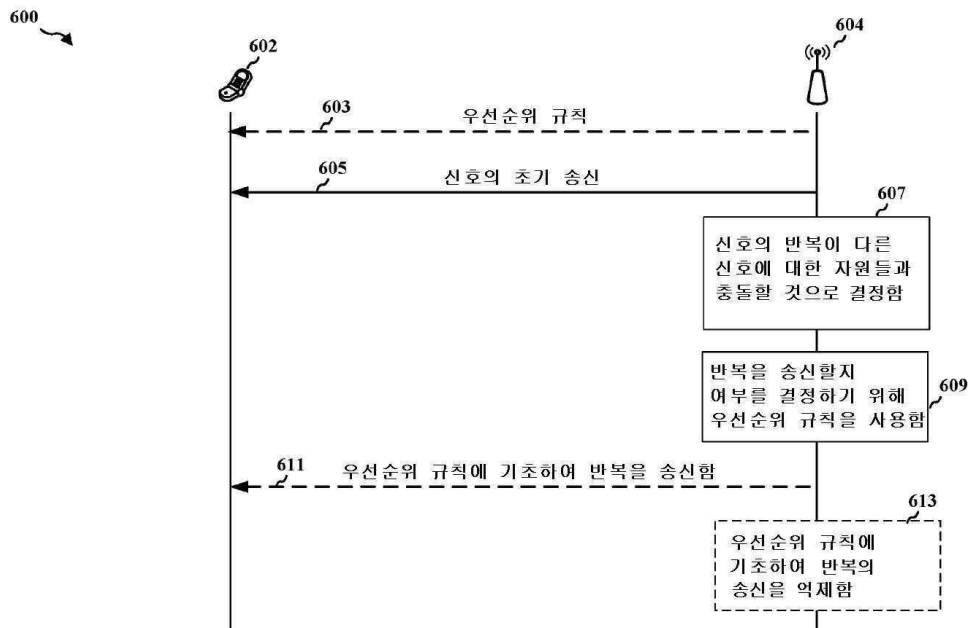 600
602
604
603
우선순위 규칙
605
신호의 초기 송신
607
신호의 반복이 다른
신호에 대한 자원들과
충돌할 것으로 결정함
반복을 송신할지
여부를 결정하기 위해
우선순위 규칙을 사용함
609
611
우선순위 규칙에 기초하여 반복을 송신함
613
우선순위 규칙에
기초하여 반복의
송신을 억제함